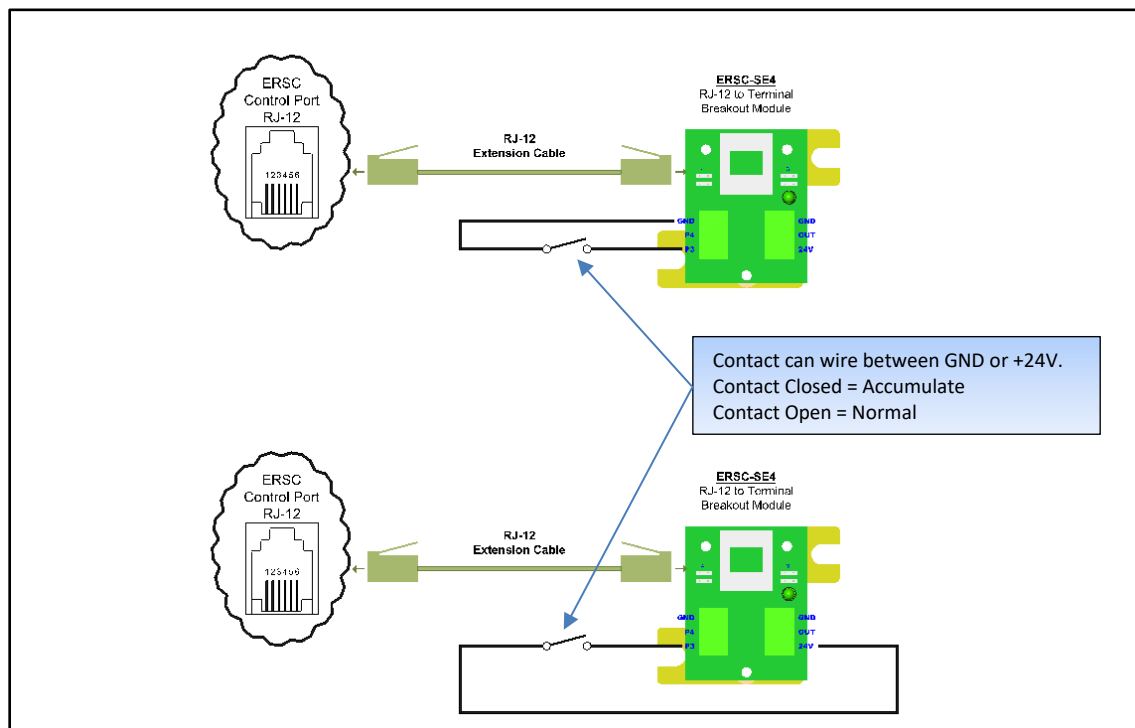 ERSC
Control Port
RJ-12
123456
RJ-12
Extension Cable
ERSC-SE4
RJ-12 to Terminal
Breakout Module
GND
P4
P3
GND
OUT
24V
Contact can wire between GND or +24V.
Contact Closed = Accumulate
Contact Open = Normal
ERSC
Control Port
RJ-12
123456
RJ-12
Extension Cable
ERSC-SE4
RJ-12 to Terminal
Breakout Module
GND
P4
P3
GND
OUT
24V